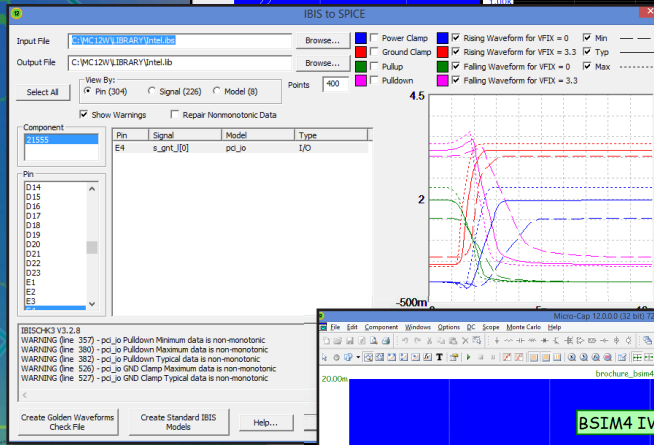 IBIS to SPICE
Input File C:\MC12W\LIBRARY\Intel.ibs Browse...
Output File C:\MC12W\LIBRARY\Intel.lib Browse...
Power Clamp Rising Waveform for VFIX = 0 Min
Ground Clamp Rising Waveform for VFIX = 3.3 Typ
Pullup Falling Waveform for VFIX = 0 Max
Pulldown Falling Waveform for VFIX = 3.3
Select All
View By:
Pin (304) Signal (226) Model (8)
Points 400
Show Warnings Repair Nonmonotonic Data
Component
21555
Pin Signal Model Type
E4 s_gnt_l[0] pci_io I/O
Pin
D14
D15
D16
D17
D18
D19
D20
D21
D22
D23
E1
E2
E3
4.5
2
-500m
IBISCHK3 V3.2.8
WARNING (line 357) - pci_io Pulldown Minimum data is non-monotonic
WARNING (line 380) - pci_io Pulldown Maximum data is non-monotonic
WARNING (line 382) - pci_io Pulldown Typical data is non-monotonic
WARNING (line 526) - pci_io GND Clamp Maximum data is non-monotonic
WARNING (line 527) - pci_io GND Clamp Typical data is non-monotonic
Create Golden Waveforms Check File
Create Standard IBIS Models
Help...
Micro-Cap 12.0.0.0 (32 bit)
File Edit Component Windows Options DC Scope Monte Carlo Help
brochure_bsim4
20.00m
BSIM4 IV